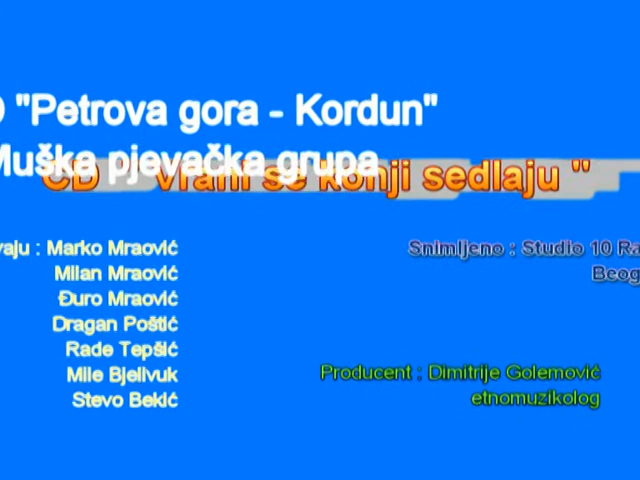 "Petrova gora - Kordun"
Muška pjevačka grupa
CD " Vrani se konji sedlaju "
: Marko Mraović
Milan Mraović
Đuro Mraović
Dragan Poštić
Rade Tepšić
Mile Bjelivuk
Stevo Bekić
Snimljeno : Studio 10
Producent : Dimitrije Golemović
etnomuzikolog